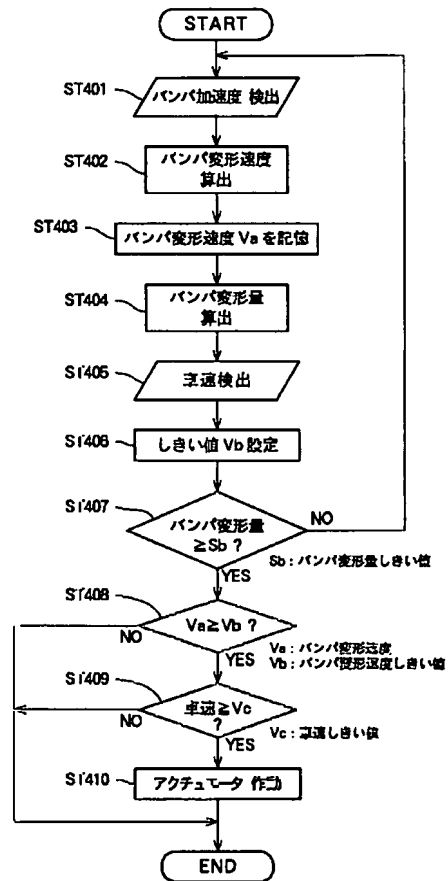 START
ST401
バンパ加速度 検出
ST402
バンパ変形速度
算出
ST403
バンパ変形速度 Va を記憶
ST404
バンパ変形量
算出
ST405
車速検出
ST406
しきい値 Vb 設定
ST407
バンパ変形量
≧Sb ?
NO
Sb : バンパ変形量しきい値
YES
ST408
Va≧Vb ?
NO
Va : バンパ変形速度
YES
Vb : バンパ変形速度しきい値
ST409
車速≧Vc
?
NO
Vc : 車速しきい値
YES
ST410
アクチュエータ 作動
END